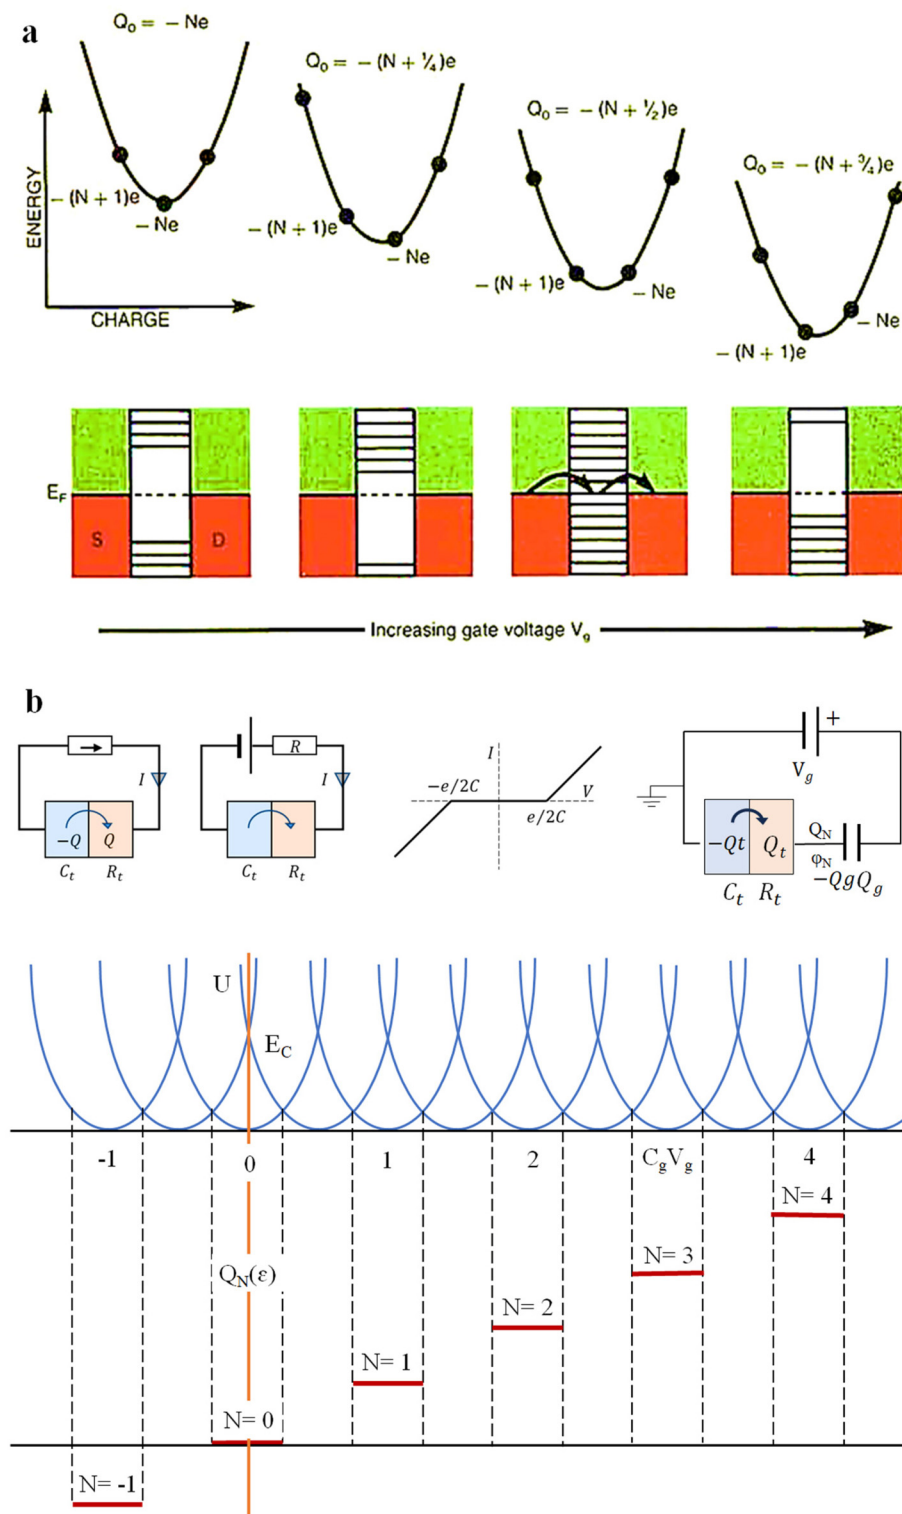 a
Q₀ = – Ne
Q₀ = – (N + ¼)e
Q₀ = – (N + ½)e
Q₀ = – (N + ¾)e
ENERGY
CHARGE
– (N + 1)e
– Ne
– (N + 1)e
– Ne
– (N + 1)e
– Ne
– (N + 1)e
– Ne
E_F
S
D
Increasing gate voltage V_g
b
I
-Q
Q
C_t
R_t
R
I
C_t
R_t
I
−e/2C
V
e/2C
+
V_g
-Qt
Q_t
Q_N
φ_N
-QgQ_g
C_t
R_t
U
E_C
-1
0
1
2
C_gV_g
4
N= 4
N= 3
Q_N(ε)
N= 2
N= 1
N= 0
N= -1